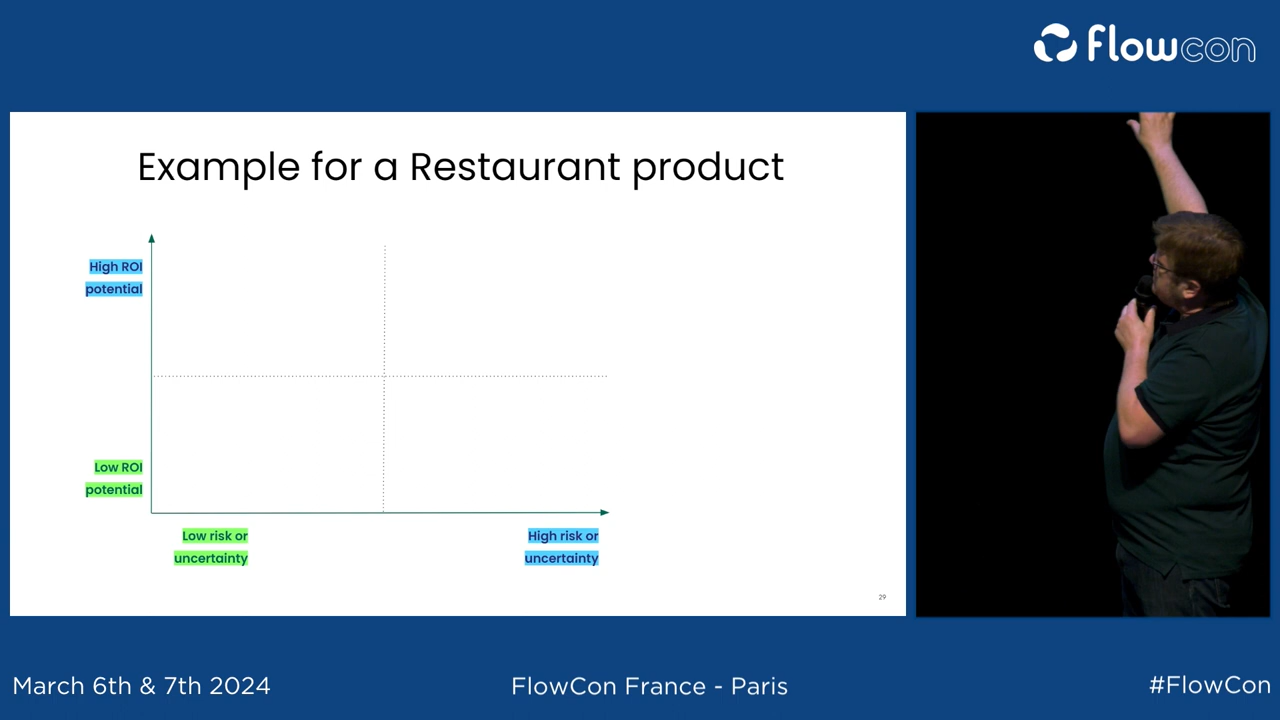 flowcon
Example for a Restaurant product
High ROI
potential
Low ROI
potential
Low risk or
uncertainty
High risk or
uncertainty
29
March 6th & 7th 2024
FlowCon France - Paris
#FlowCon